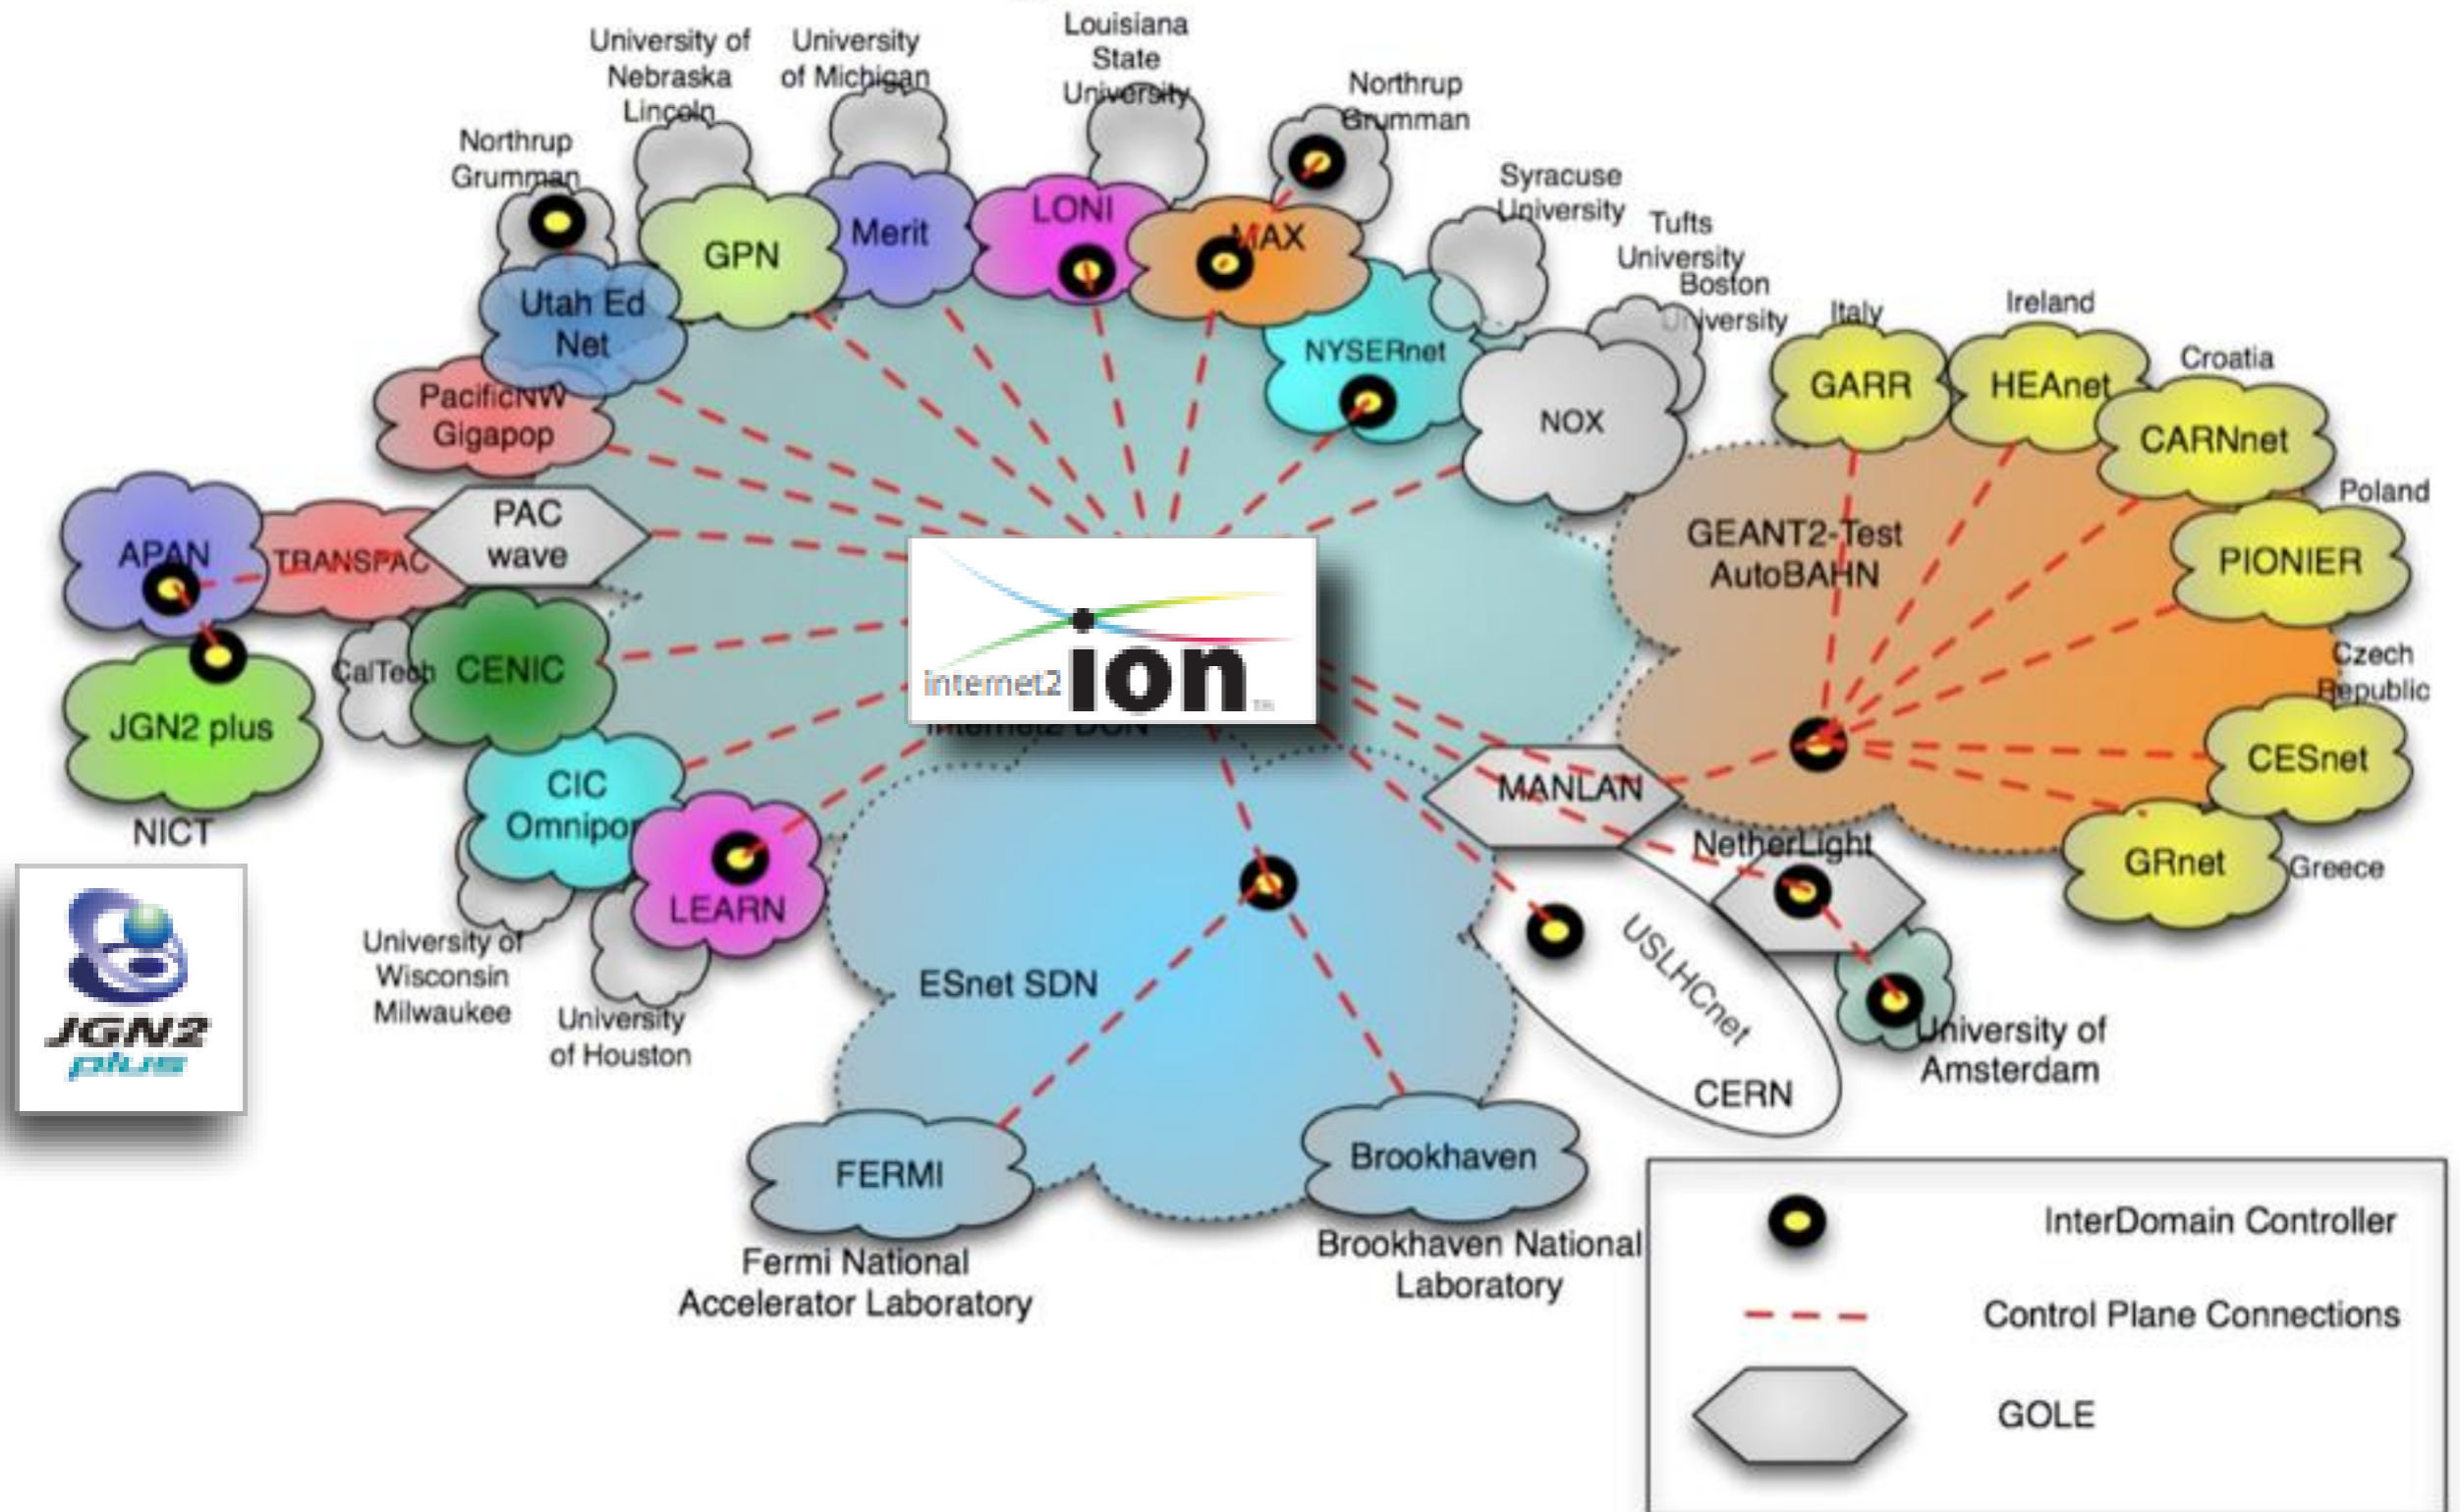 Louisiana
State
University
University of
Nebraska
Lincoln
University
of Michigan
Northrup
Grumman
Northrup
Grumman
Syracuse
University
Tufts
University
Boston
University
LONI
MAX
Merit
GPN
Utah Ed
Net
NYSERnet
NOX
Italy
Ireland
Croatia
GARR
HEAnet
CARNnet
Poland
PIONIER
PacificNW
Gigapop
PAC
wave
APAN
TRANSPAC
GEANT2-Test
AutoBAHN
internet2 ion TM
Internet2 DCN
CalTech
CENIC
Czech
Republic
CESnet
JGN2 plus
NICT
CIC
Omnipop
MANLAN
NetherLight
GRnet
Greece
LEARN
JGN2
plus
University of
Wisconsin
Milwaukee
University
of Houston
ESnet SDN
USLHCnet
CERN
University of
Amsterdam
FERMI
Brookhaven
Fermi National
Accelerator Laboratory
Brookhaven National
Laboratory
InterDomain Controller
Control Plane Connections
GOLE